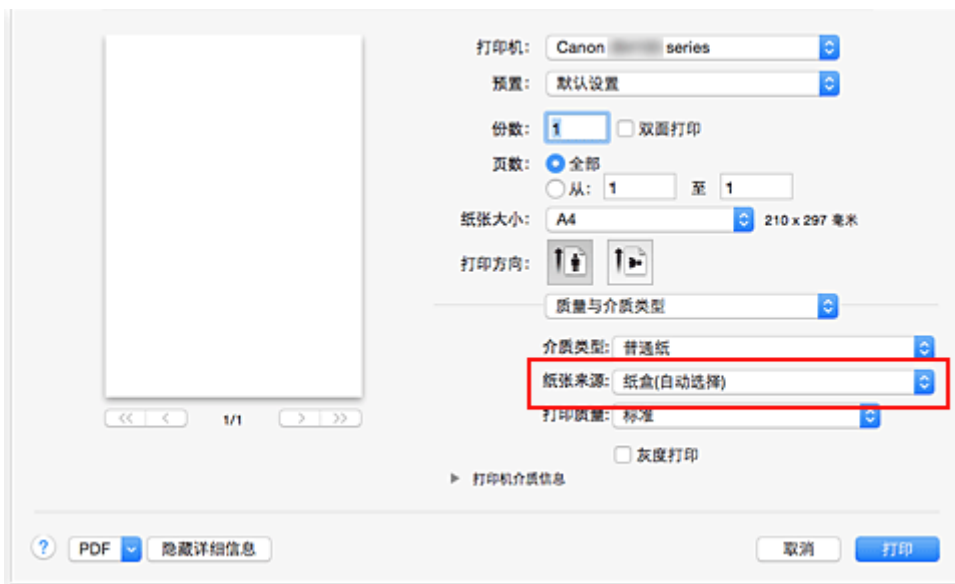 打印机： Canon series
预置： 默认设置
份数： 1 双面打印
页数： 全部
从： 1 至 1
纸张大小： A4 210 x 297 毫米
打印方向：
质量与介质类型
介质类型: 普通纸
纸张来源: 纸盒(自动选择)
打印质量: 标准
1/1
灰度打印
打印机介质信息
? PDF 隐藏详细信息 取消 打印